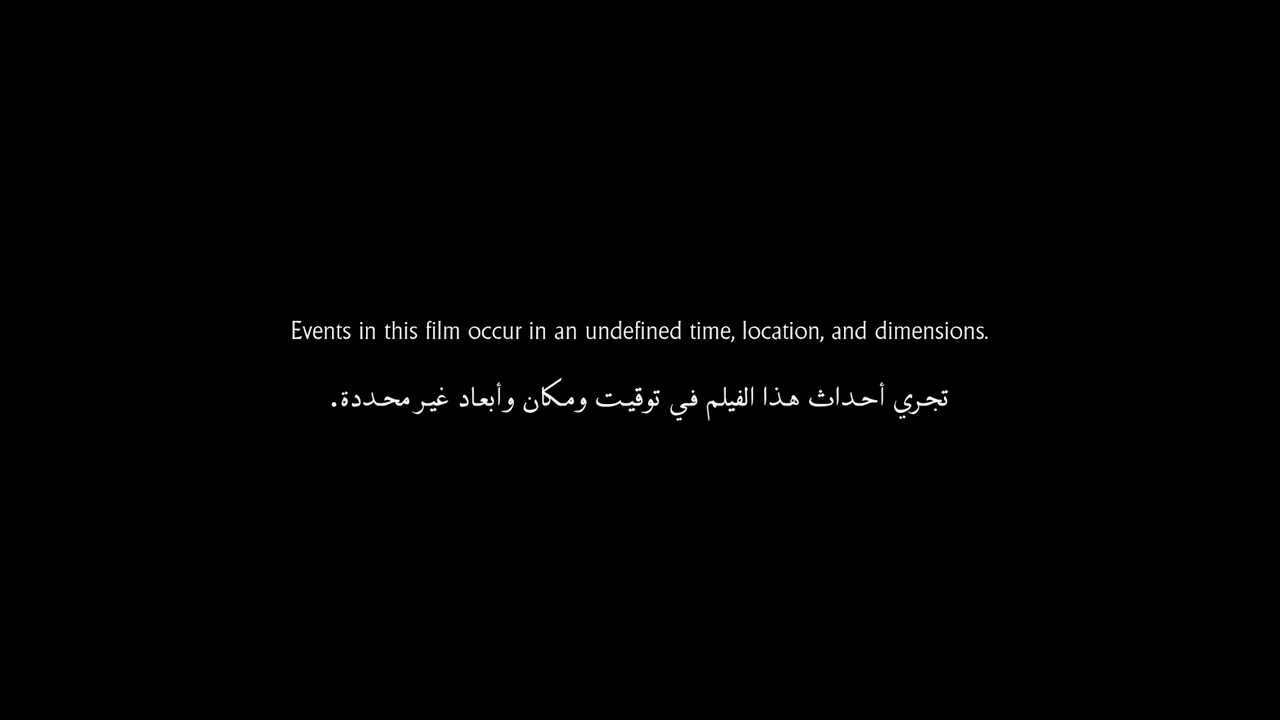 Events in this film occur in an undefined time, location, and dimensions.
تجري أحداث هذا الفيلم في توقيت ومكان وأبعاد غير محددة.